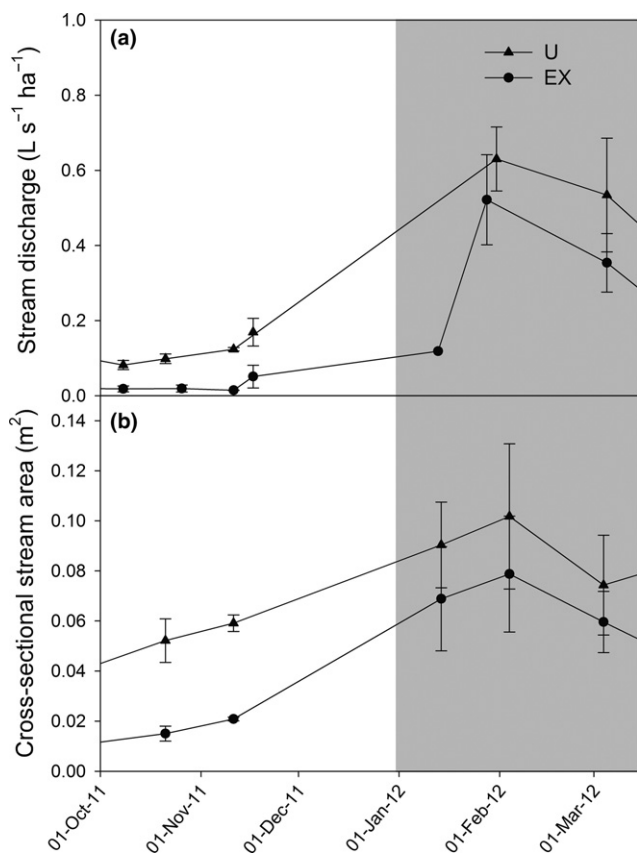 (a)
U
EX
Stream discharge (L s⁻¹ ha⁻¹)
1.0
0.8
0.6
0.4
0.2
0.0
(b)
Cross-sectional stream area (m²)
0.14
0.12
0.10
0.08
0.06
0.04
0.02
0.00
01-Oct-11
01-Nov-11
01-Dec-11
01-Jan-12
01-Feb-12
01-Mar-12